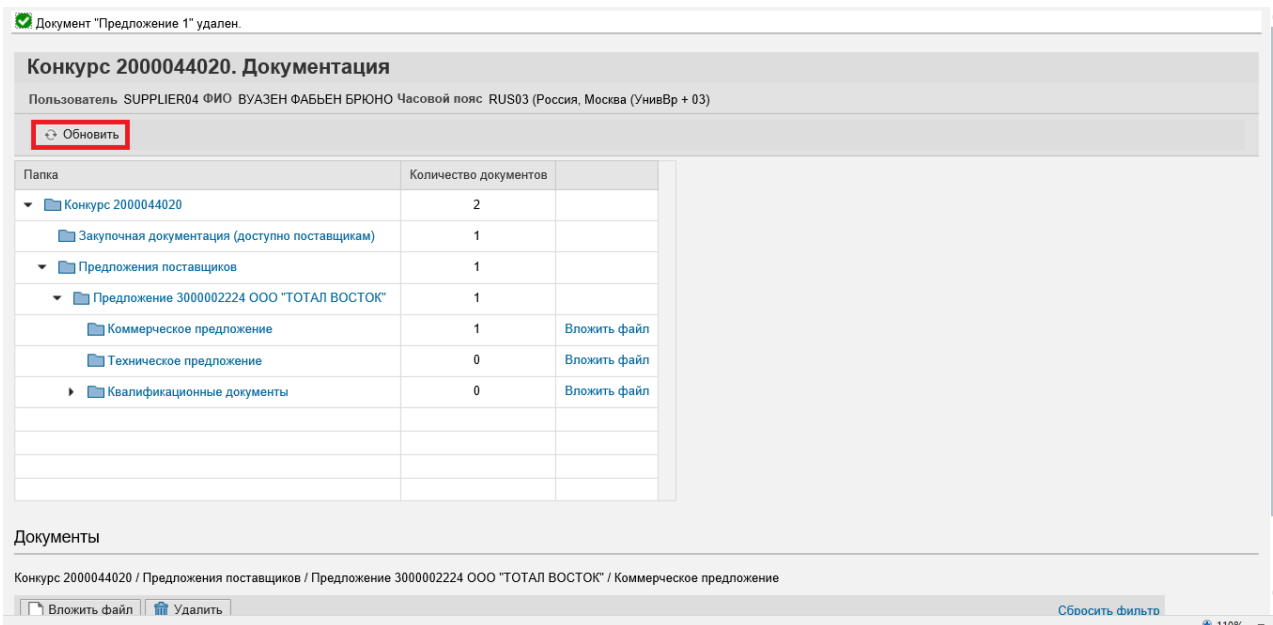 Документ "Предложение 1" удален.
Конкурс 2000044020. Документация
Пользователь SUPPLIER04 ФИО ВУАЗЕН ФАБЬЕН БРЮНО Часовой пояс RUS03 (Россия, Москва (УнивВр + 03)
Обновить
Папка Количество документов
Конкурс 2000044020 2
Закупочная документация (доступно поставщикам) 1
Предложения поставщиков 1
Предложение 3000002224 ООО "ТОТАЛ ВОСТОК" 1
Коммерческое предложение 1 Вложить файл
Техническое предложение 0 Вложить файл
Квалификационные документы 0 Вложить файл
Документы
Конкурс 2000044020 / Предложения поставщиков / Предложение 3000002224 ООО "ТОТАЛ ВОСТОК" / Коммерческое предложение
Вложить файл Удалить Сбросить фильтр
110%